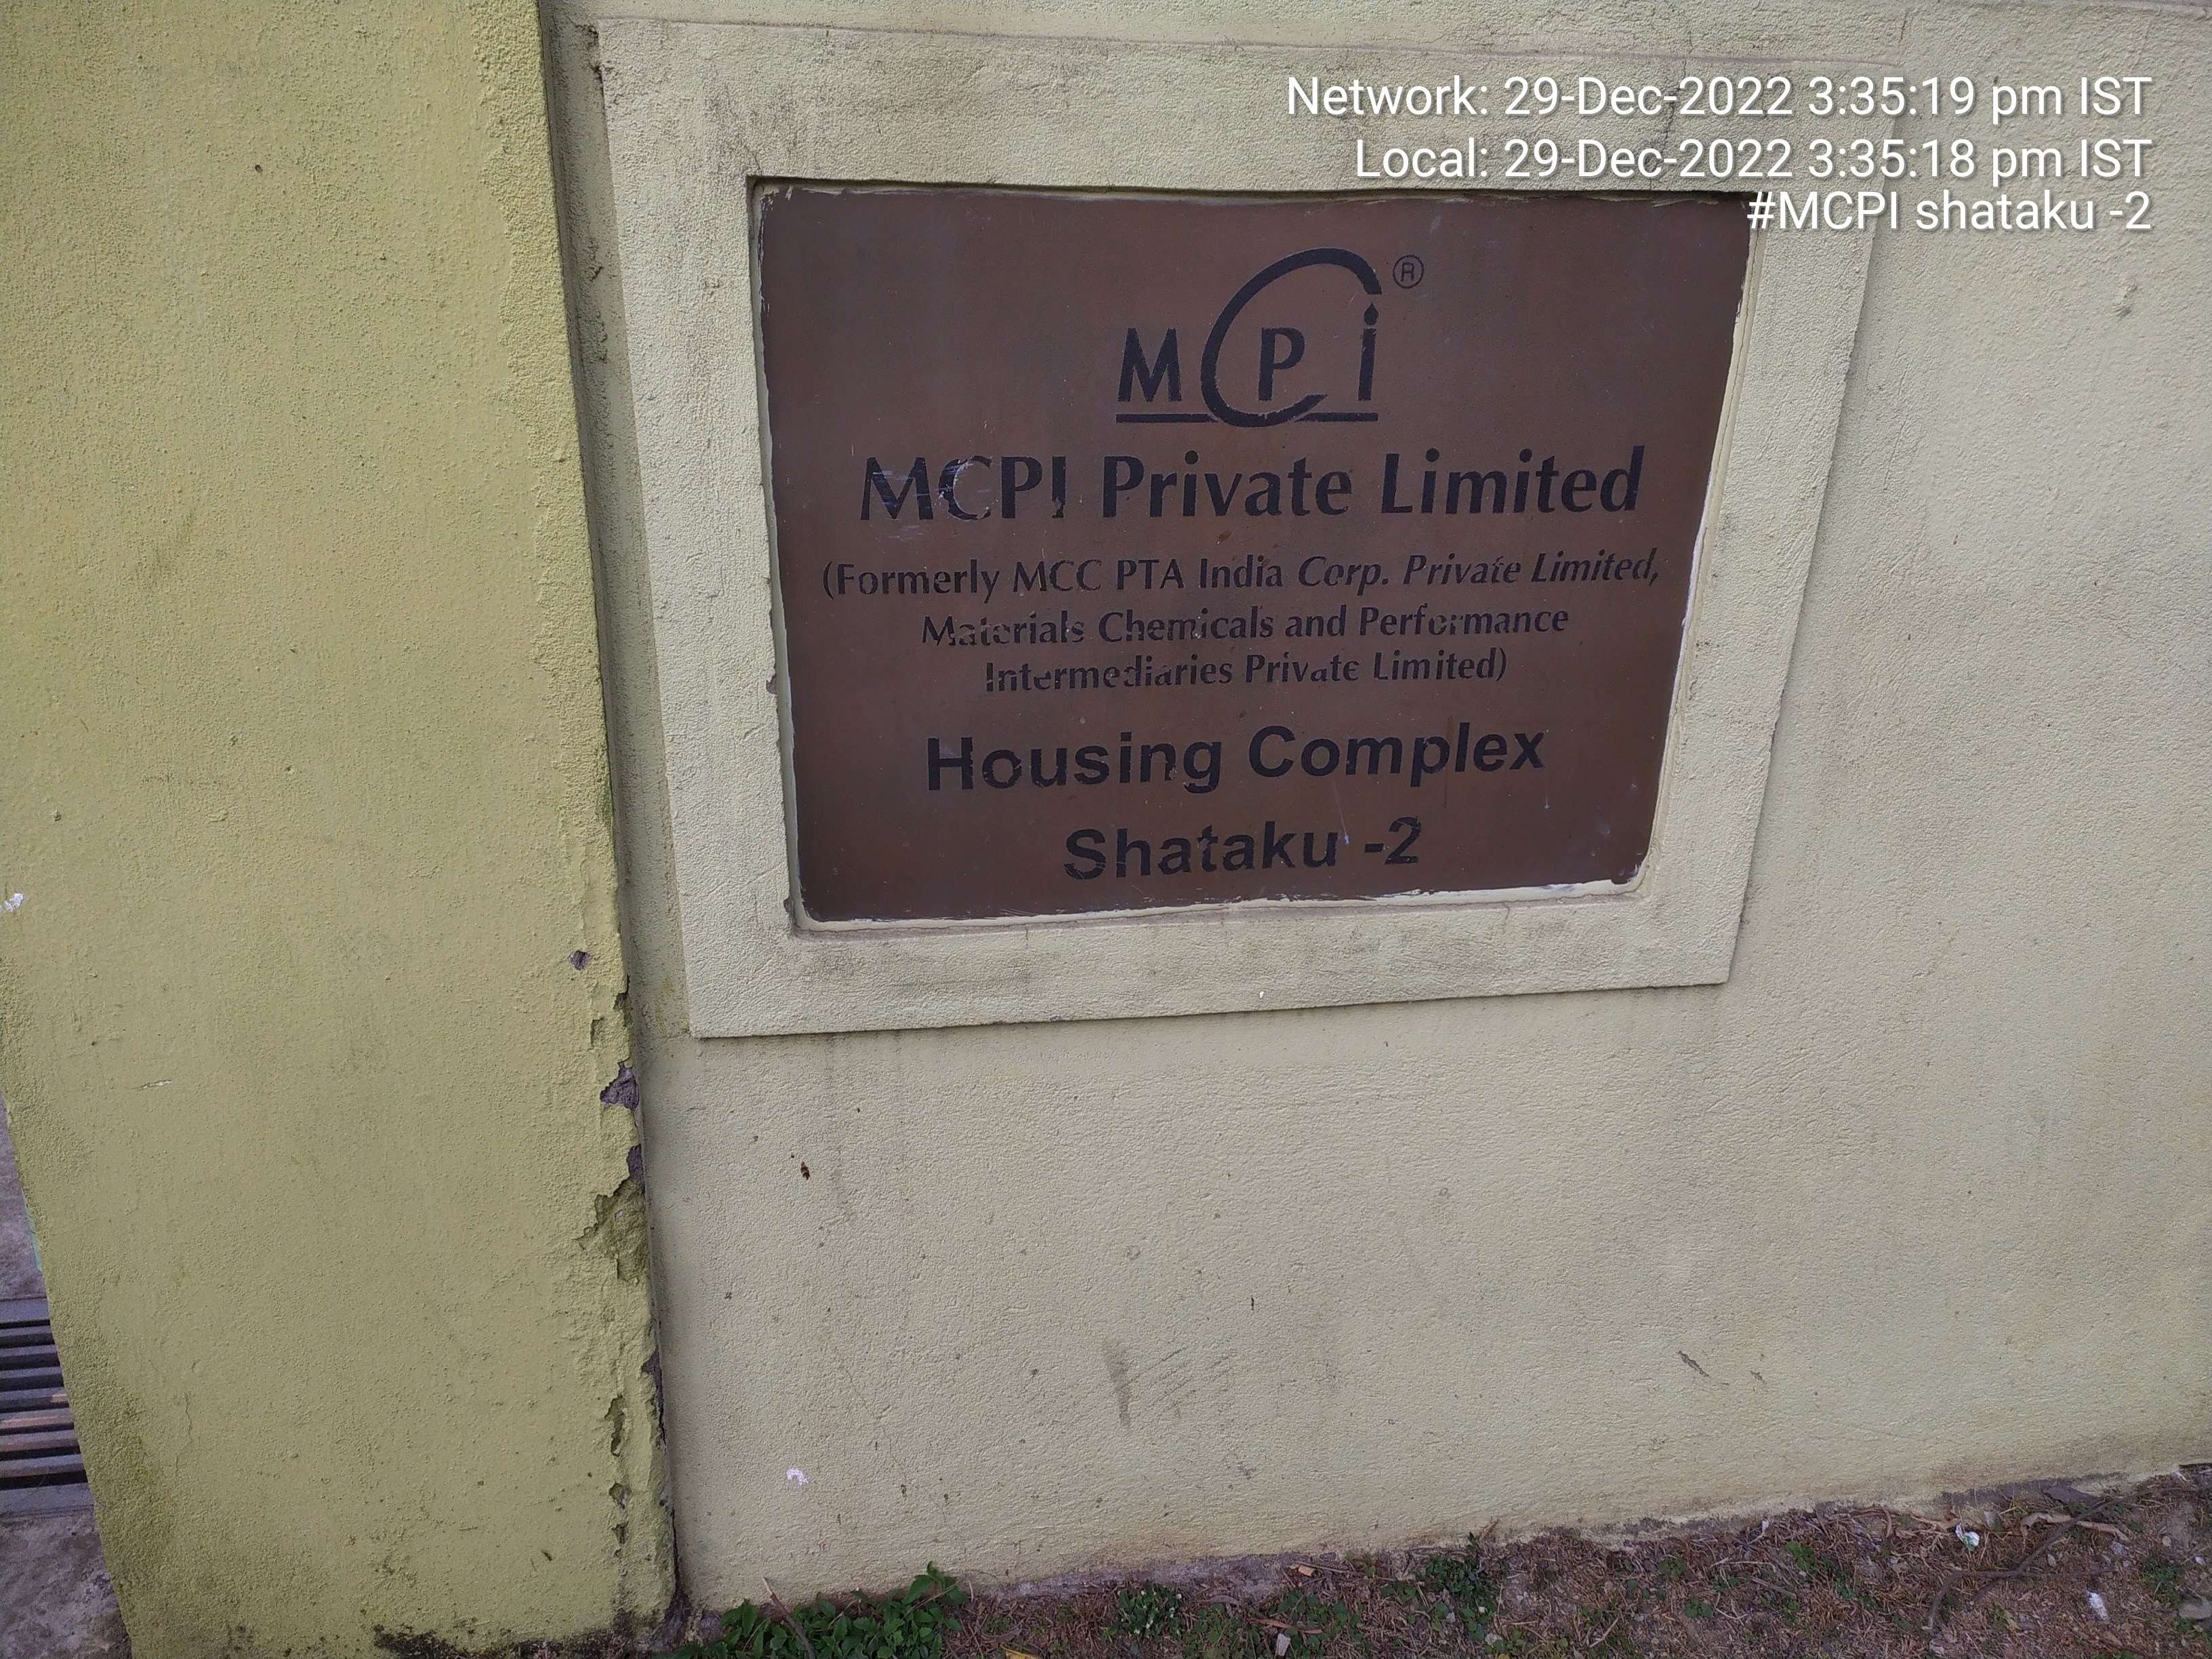 Network: 29-Dec-2022 3:35:19 pm IST
Local: 29-Dec-2022 3:35:18 pm IST
#MCPI shataku -2
MCPI ®
MCPI Private Limited
(Formerly MCC PTA India Corp. Private Limited,
Materials Chemicals and Performance
Intermediaries Private Limited)
Housing Complex
Shataku -2